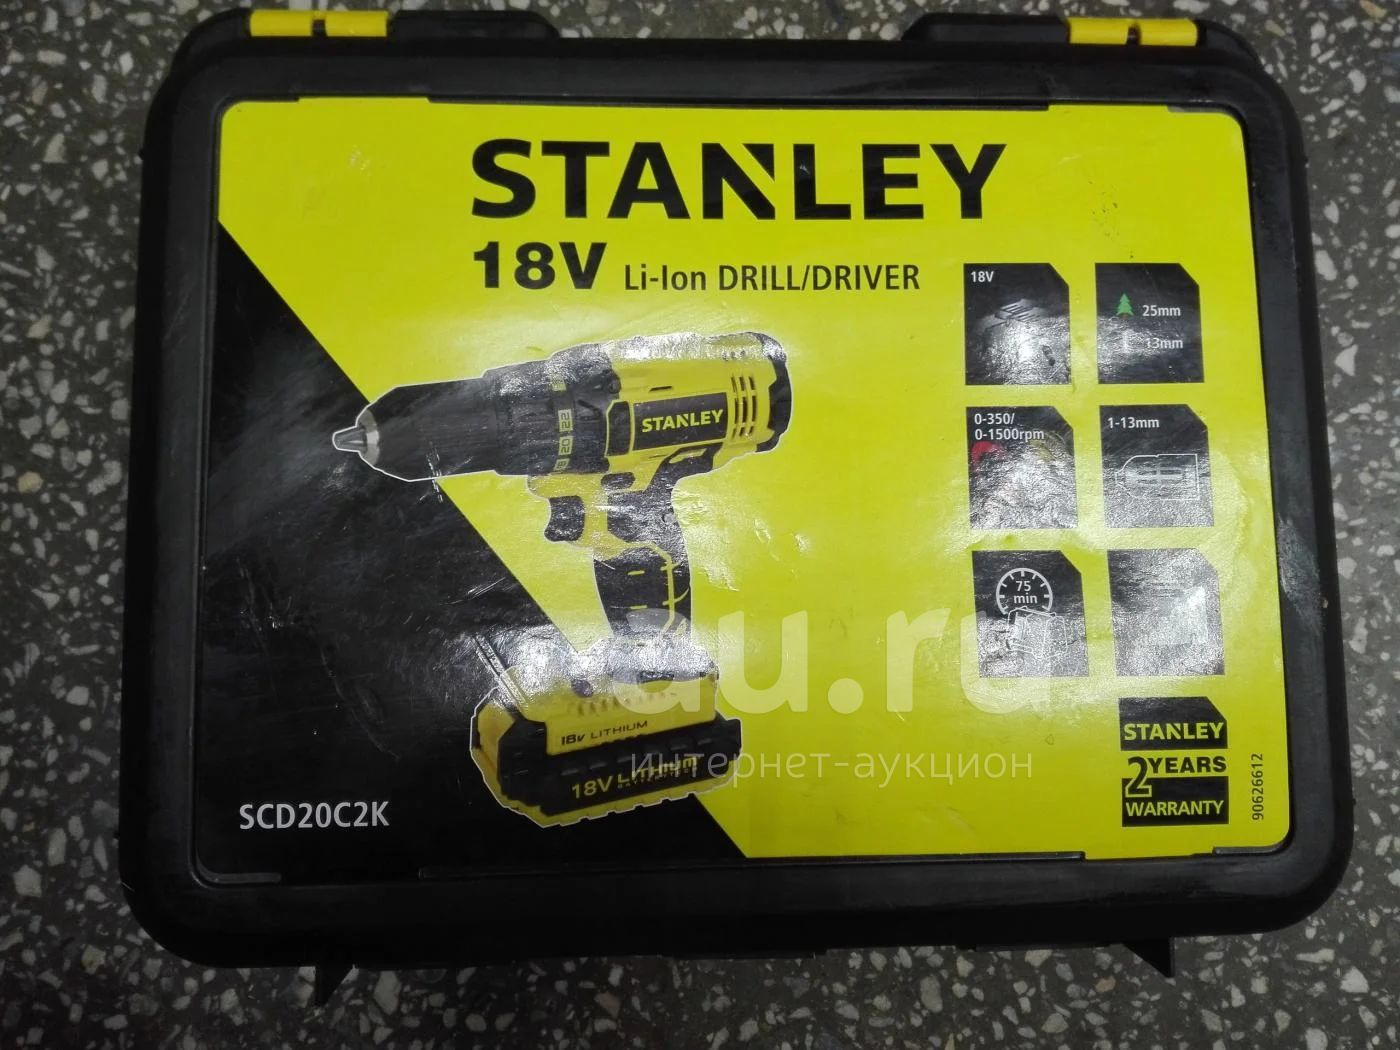 STANLEY
18V Li-Ion DRILL/DRIVER
18V
25mm
13mm
0-350/
0-1500rpm
1-13mm
STANLEY
75
min
au.ru
интернет-аукцион
18V LITHIUM
18V LITHIUM
STANLEY
2 YEARS
WARRANTY
90626612
SCD20C2K